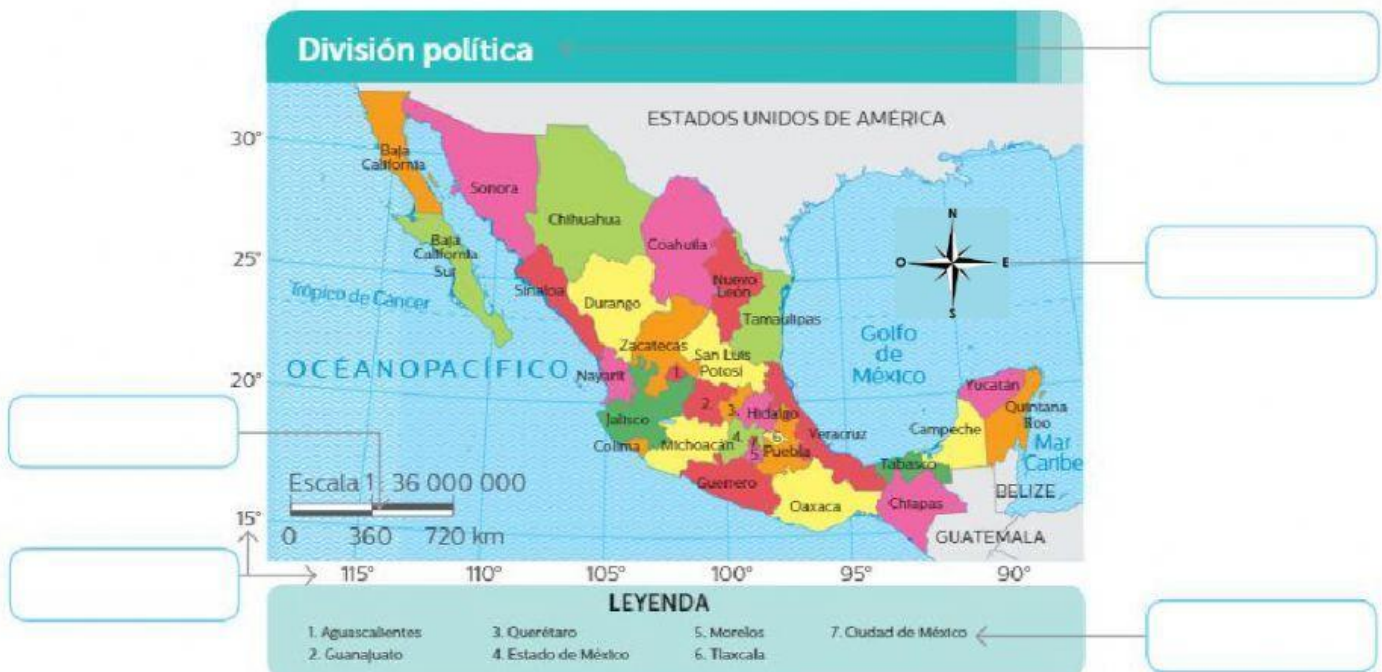 División política
ESTADOS UNIDOS DE AMÉRICA
30°
Baja
California
Sonora
Chihuahua
Coahuila
N
O
E
S
25°
Baja
California
Sur
Trópico de Cáncer
Sinaloa
Durango
Nuevo
León
Tamaulipas
Zacatecas
San Luis
Potosí
Golfo
de
México
20°
OCÉANOPACÍFICO
Nayarit
1.
2.
3.
Hidalgo
Yucatán
Quintana
Roo
Jalisco
Colima
Michoacán
4.
7.
6.
5.
Puebla
Veracruz
Campeche
Mar
Caribe
Tabasco
Guerrero
Oaxaca
Chiapas
BELIZE
GUATEMALA
Escala 1: 36 000 000
15°
0 360 720 km
115° 110° 105° 100° 95° 90°
LEYENDA
1. Aguascalientes 3. Querétaro 5. Morelos 7. Ciudad de México
2. Guanajuato 4. Estado de México 6. Tlaxcala